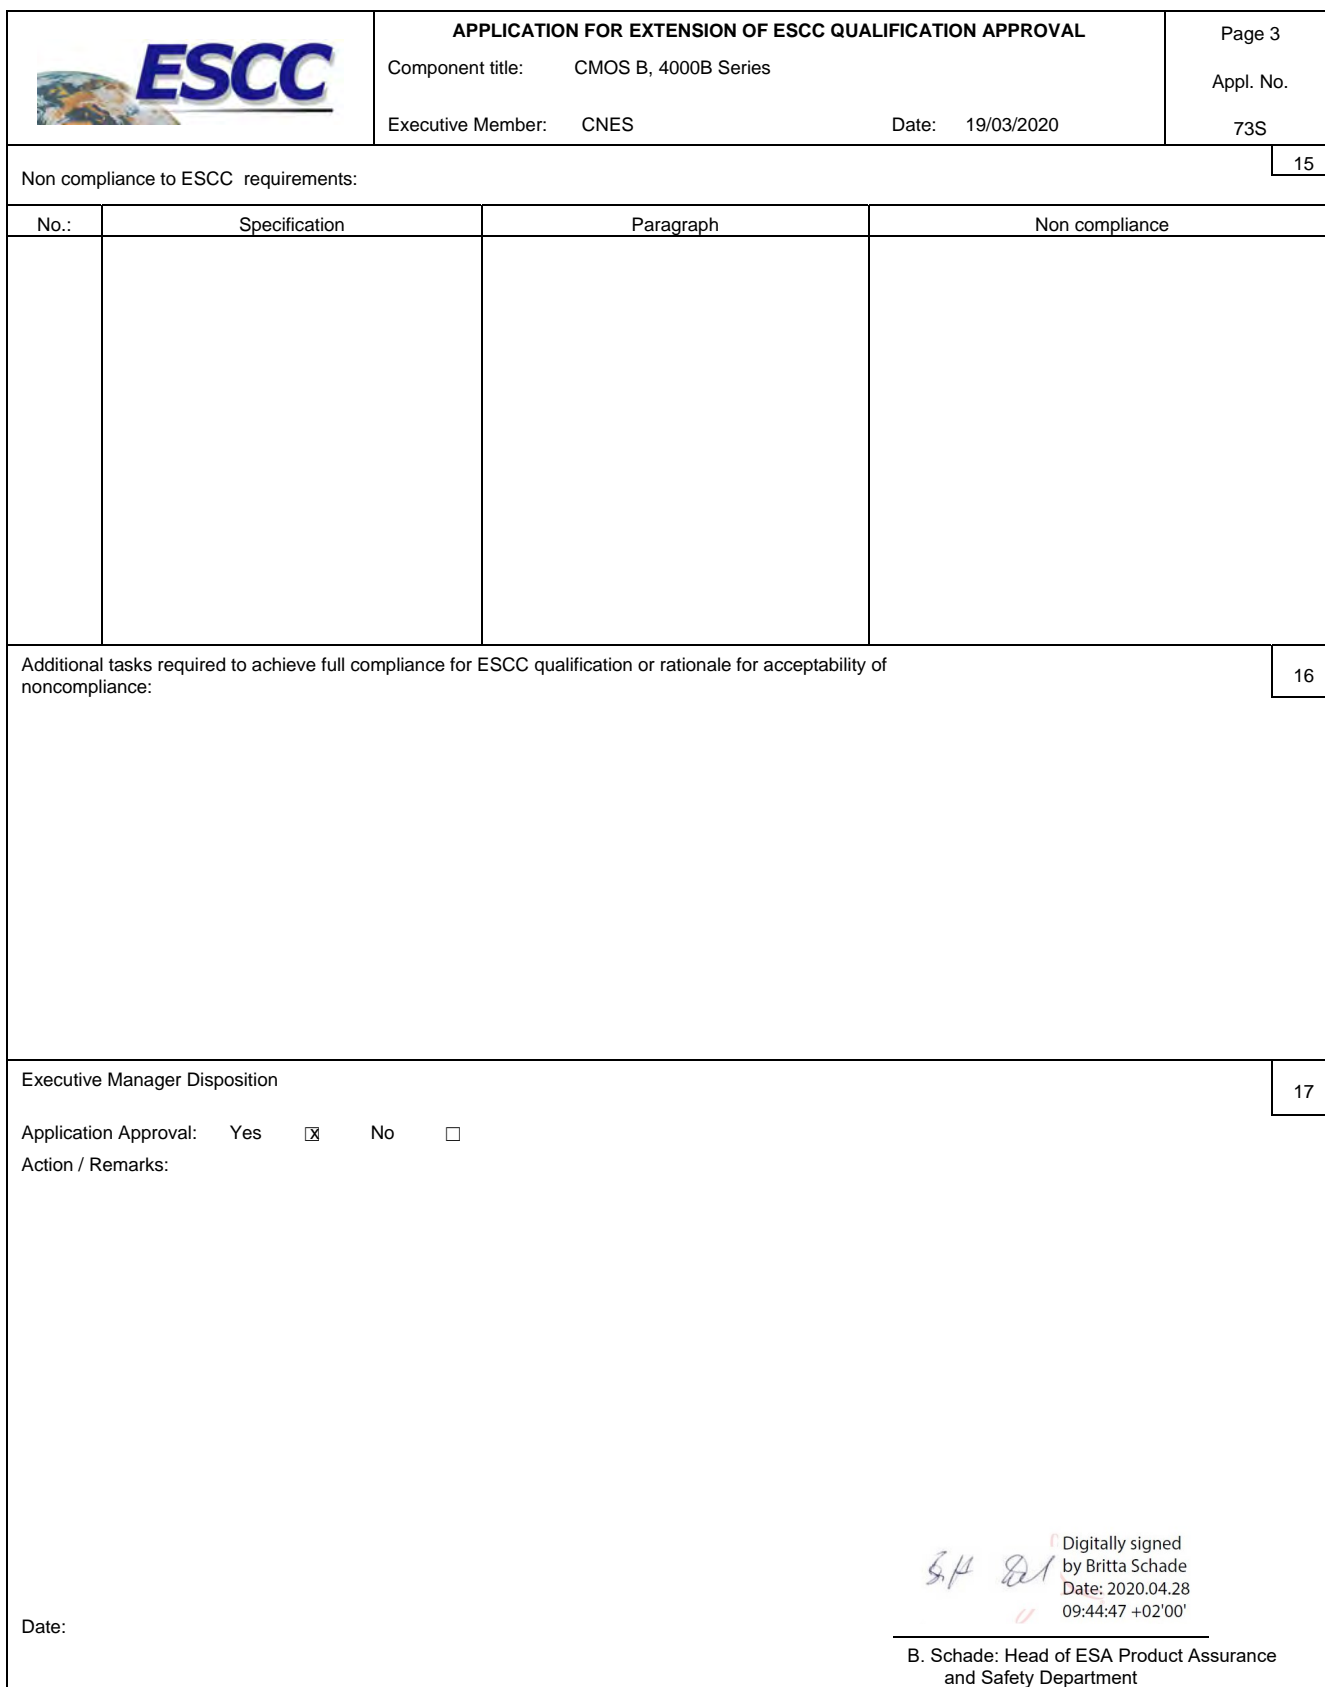 ESCC
APPLICATION FOR EXTENSION OF ESCC QUALIFICATION APPROVAL
Component title: CMOS B, 4000B Series
Executive Member: CNES Date: 19/03/2020
Page 3
Appl. No.
73S
Non compliance to ESCC requirements:
15
No.: Specification Paragraph Non compliance
Additional tasks required to achieve full compliance for ESCC qualification or rationale for acceptability of
noncompliance:
16
Executive Manager Disposition
17
Application Approval: Yes x No
Action / Remarks:
Digitally signed
by Britta Schade
Date: 2020.04.28
09:44:47 +02'00'
Date:
B. Schade: Head of ESA Product Assurance
and Safety Department